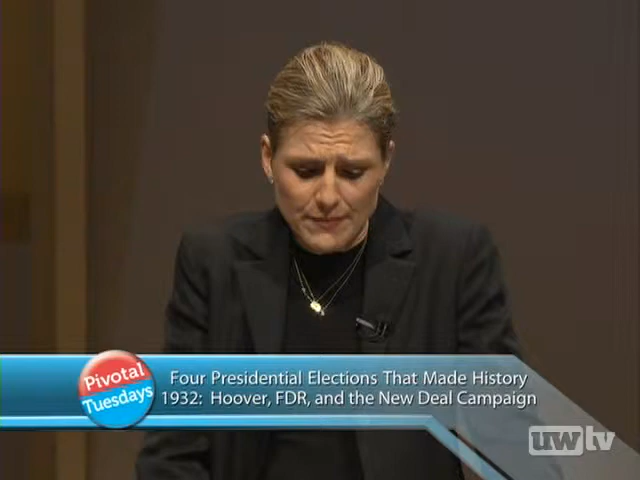 Pivotal
Tuesdays
Four Presidential Elections That Made History
1932: Hoover, FDR, and the New Deal Campaign
uwtv